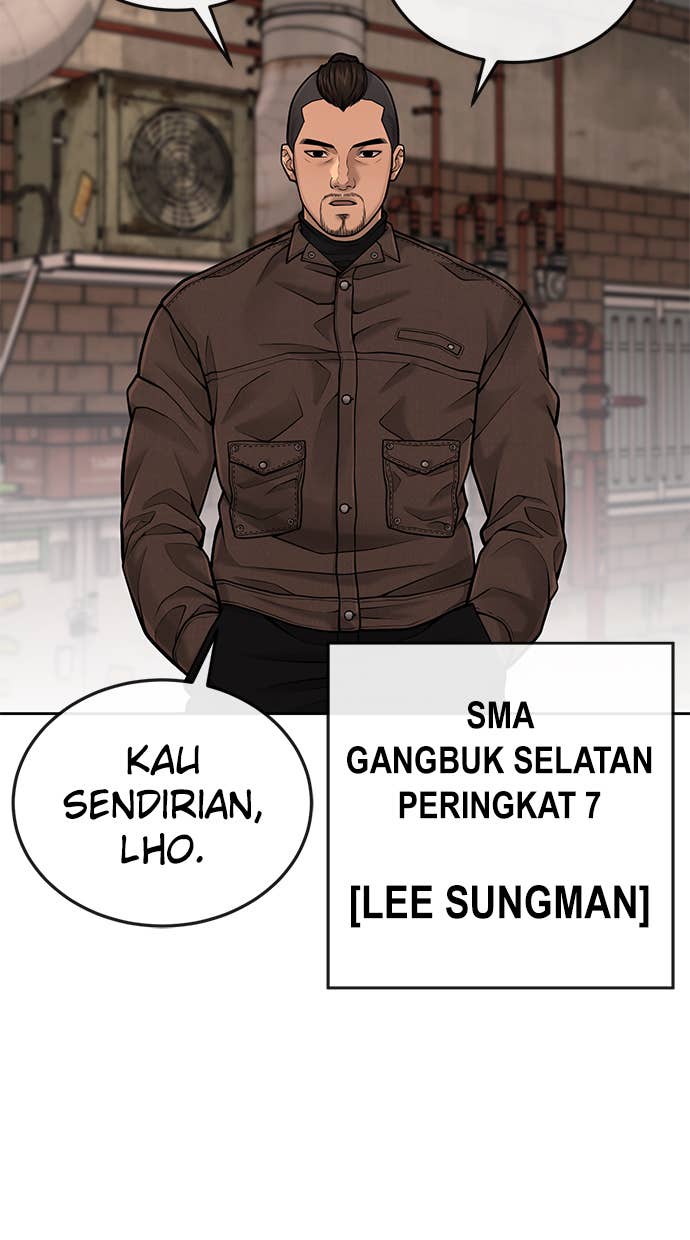 KAU
SENDIRIAN,
LHO.
SMA
GANGBUK SELATAN
PERINGKAT 7
[LEE SUNGMAN]